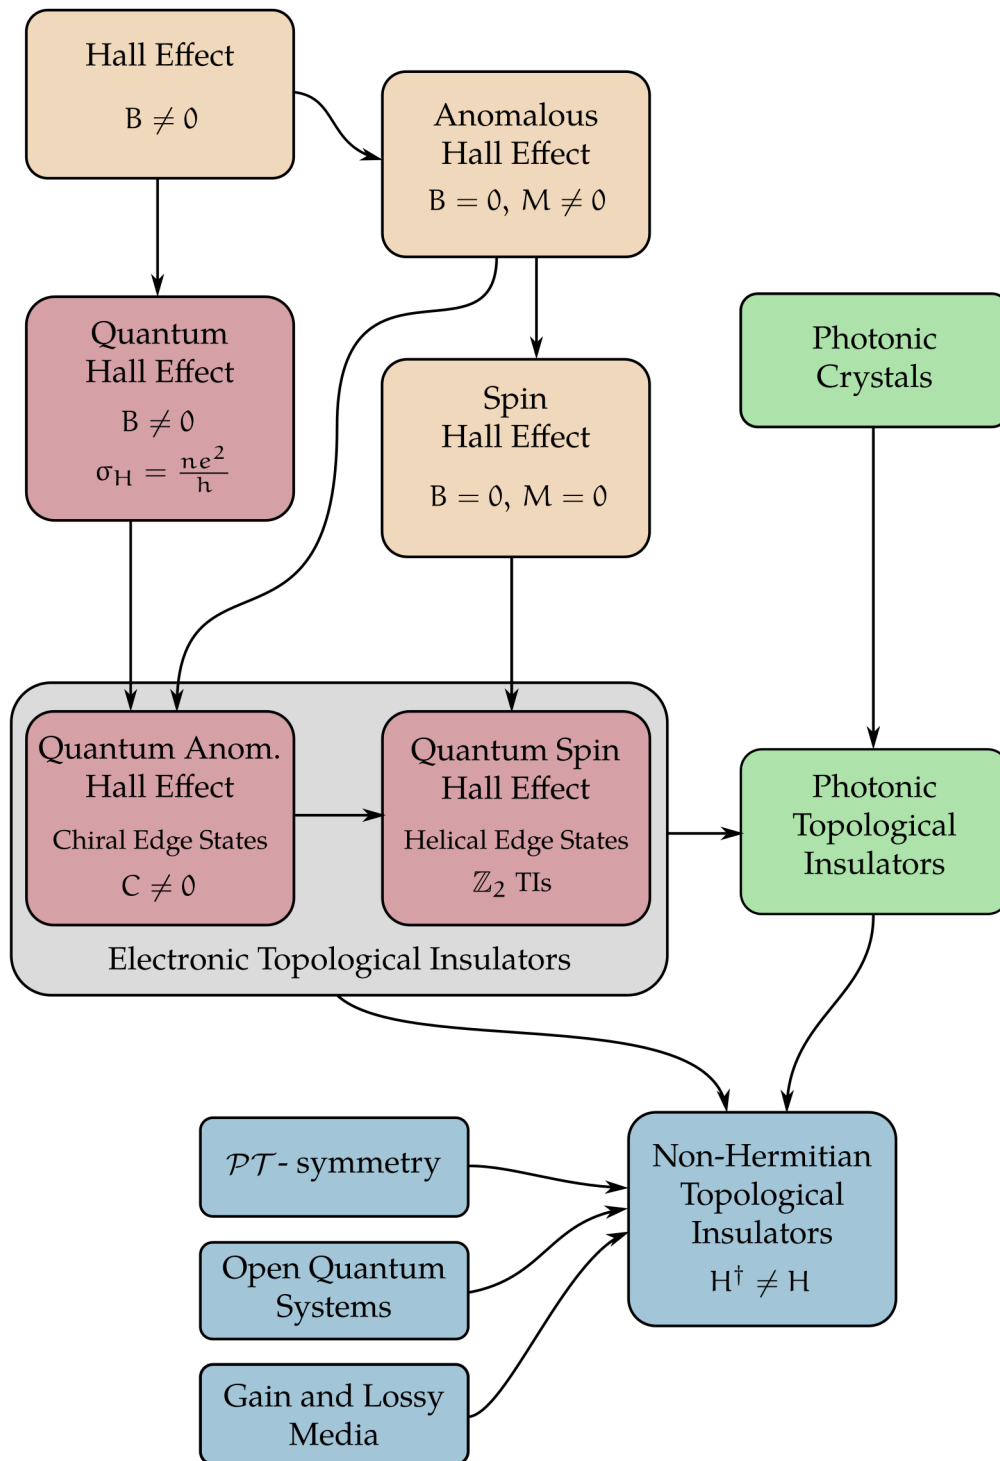 Hall Effect
B ≠ 0
Anomalous
Hall Effect
B = 0, M ≠ 0
Quantum
Hall Effect
B ≠ 0
σ_H = ne²/h
Spin
Hall Effect
B = 0, M = 0
Photonic
Crystals
Quantum Anom.
Hall Effect
Chiral Edge States
C ≠ 0
Quantum Spin
Hall Effect
Helical Edge States
ℤ₂ TIs
Electronic Topological Insulators
Photonic
Topological
Insulators
𝒫𝒯- symmetry
Open Quantum
Systems
Gain and Lossy
Media
Non-Hermitian
Topological
Insulators
H† ≠ H